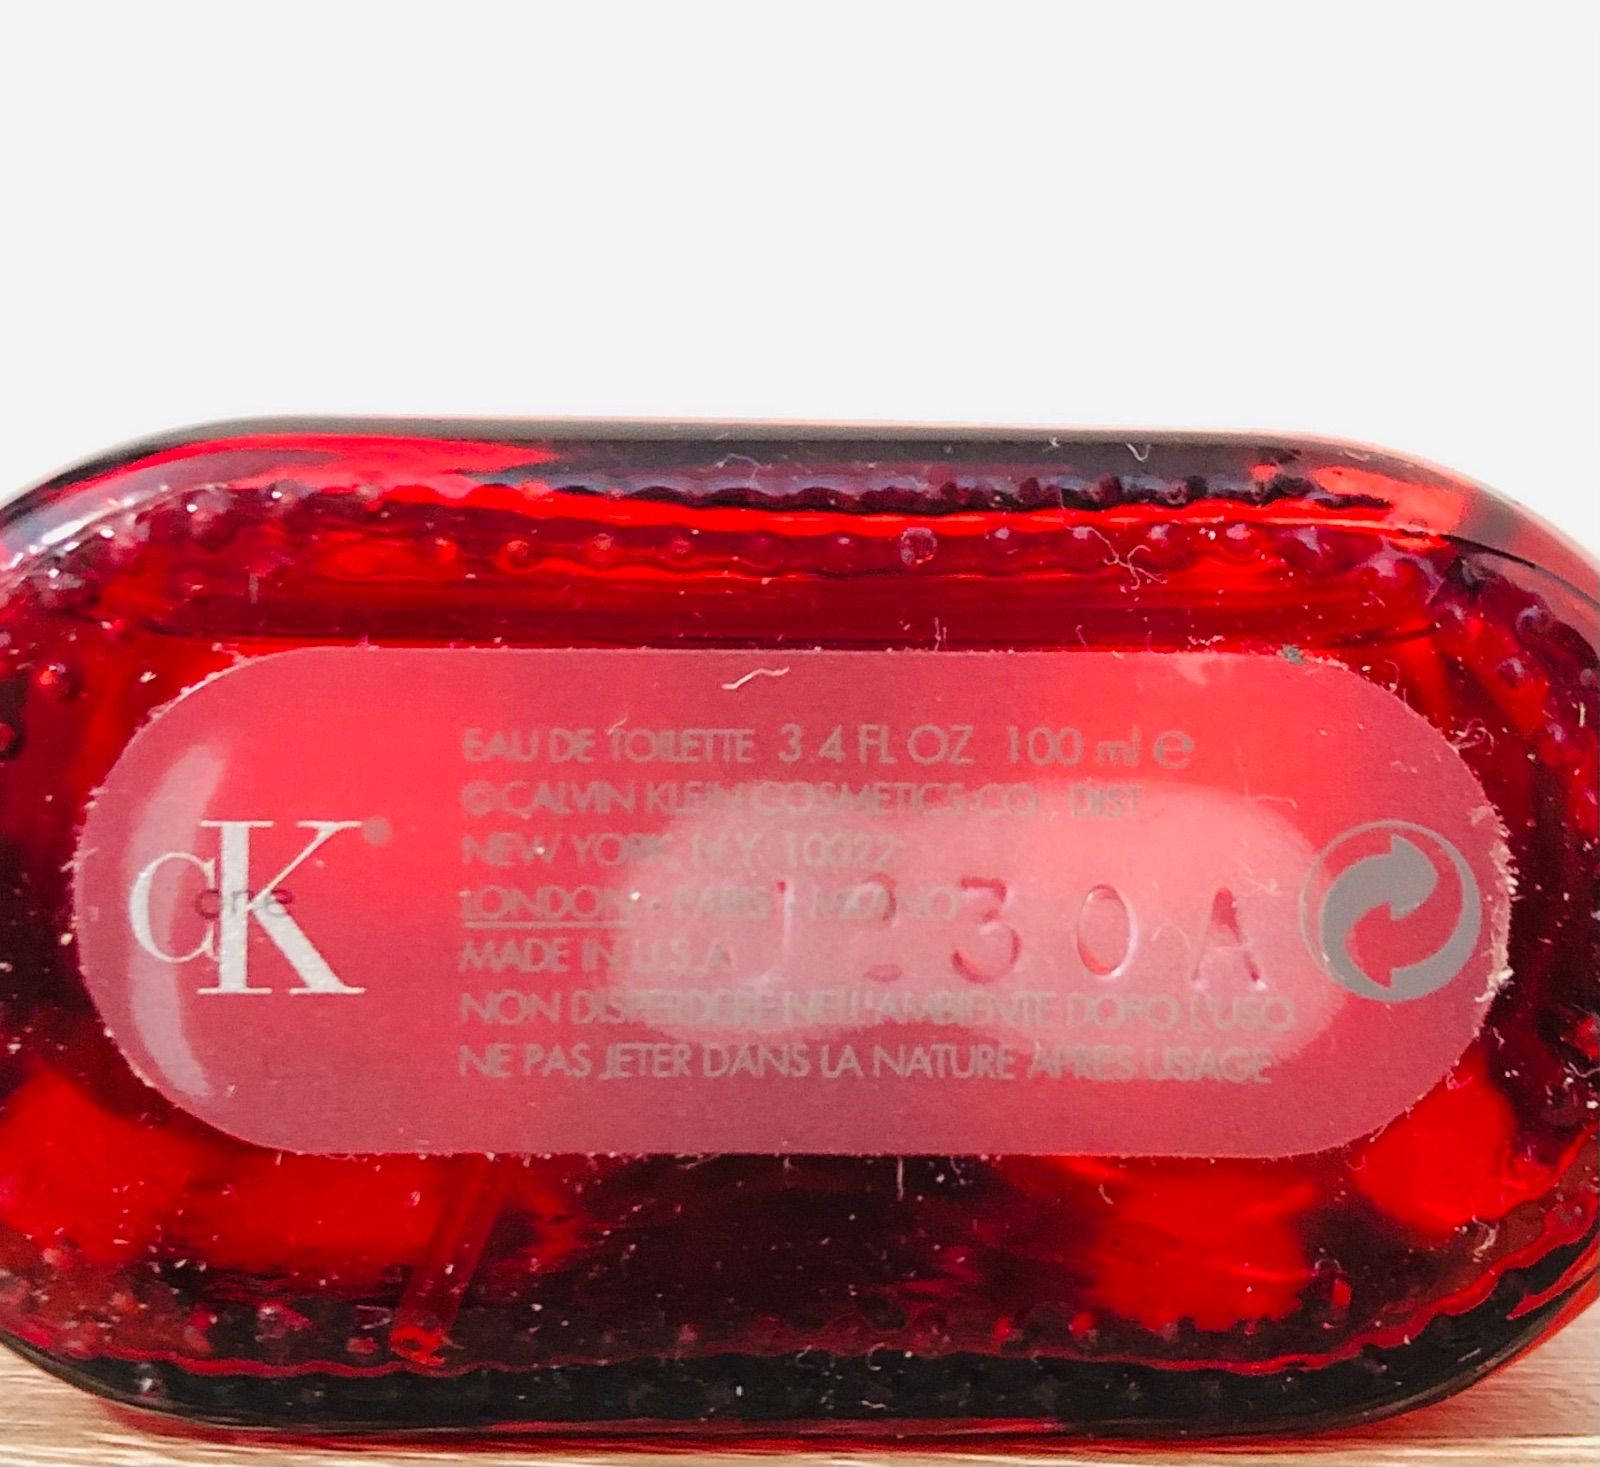 cK®
one
EAU DE TOILETTE 3.4 FL OZ 100 ml ℮
©CALVIN KLEIN COSMETICS CO., DIST.
NEW YORK, N.Y. 10022
LONDON • PARIS • MILANO
MADE IN U.S.A.
NON DISPERDERE NELL'AMBIENTE DOPO L'USO
NE PAS JETER DANS LA NATURE APRES USAGE